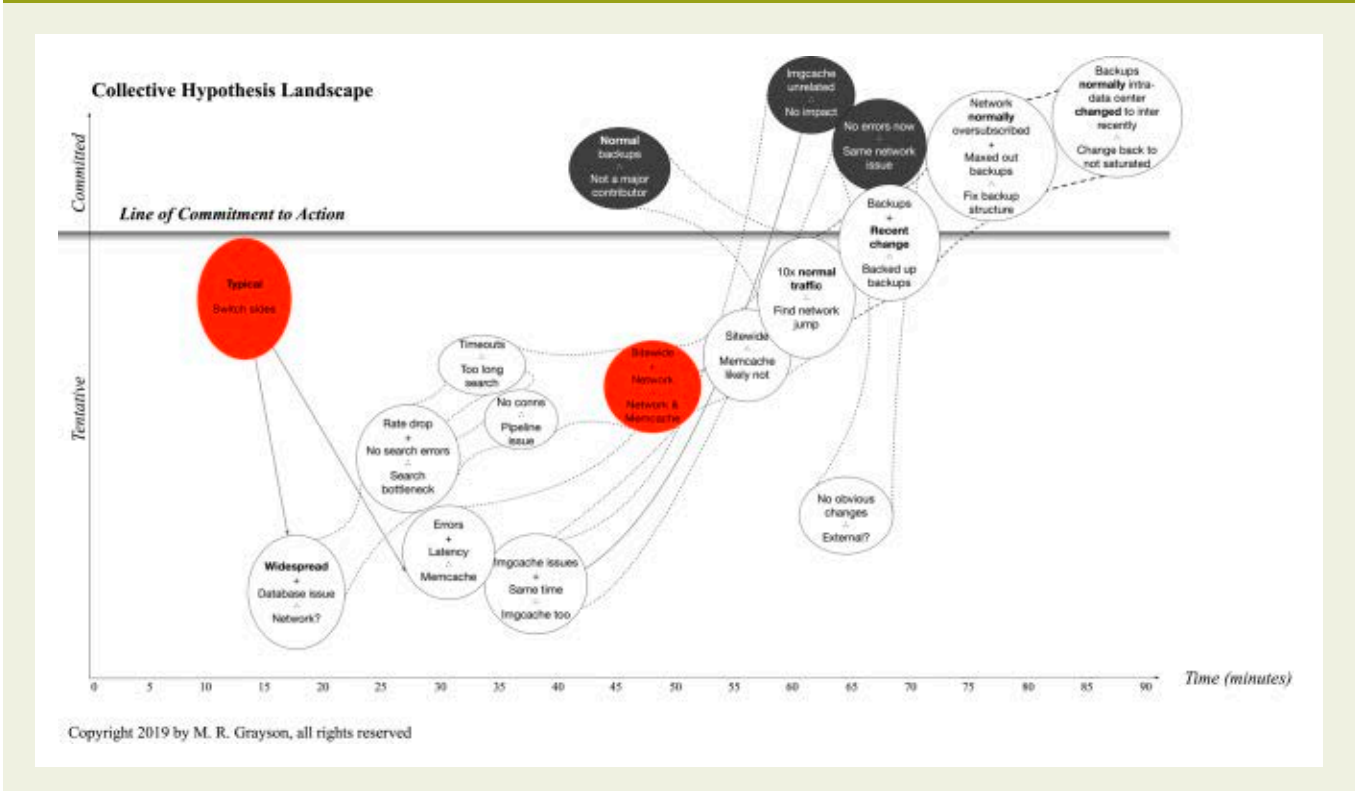 Collective Hypothesis Landscape
Committed
Line of Commitment to Action
Tentative
Typical
Switch sides
Widespread
+
Database issue
∴
Network?
Rate drop
+
No search errors
∴
Search
bottleneck
Timeouts
∴
Too long
search
No conns
∴
Pipeline
issue
Errors
+
Latency
∴
Memcache
Imgcache issues
+
Same time
∴
Imgcache too
Normal
backups
∴
Not a major
contributor
Sitewide
+
Network
∴
Network &
Memcache
Sitewide
∴
Memcache
likely not
Imgcache
unrelated
∴
No impact
10x normal
traffic
∴
Find network
jump
No errors now
∴
Same network
issue
Backups
+
Recent
change
∴
Backed up
backups
No obvious
changes
∴
External?
Network
normally
oversubscribed
+
Maxed out
backups
∴
Fix backup
structure
Backups
normally intra-
data center
changed to inter
recently
∴
Change back to
not saturated
0 5 10 15 20 25 30 35 40 45 50 55 60 65 70 75 80 85 90
Time (minutes)
Copyright 2019 by M. R. Grayson, all rights reserved